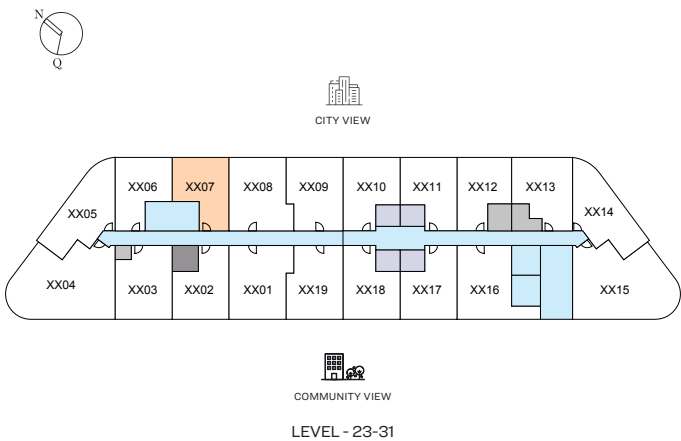 N
Q
CITY VIEW
XX06 XX07 XX08 XX09 XX10 XX11 XX12 XX13
XX05 XX14
XX04 XX15
XX03 XX02 XX01 XX19 XX18 XX17 XX16
COMMUNITY VIEW
LEVEL - 23-31